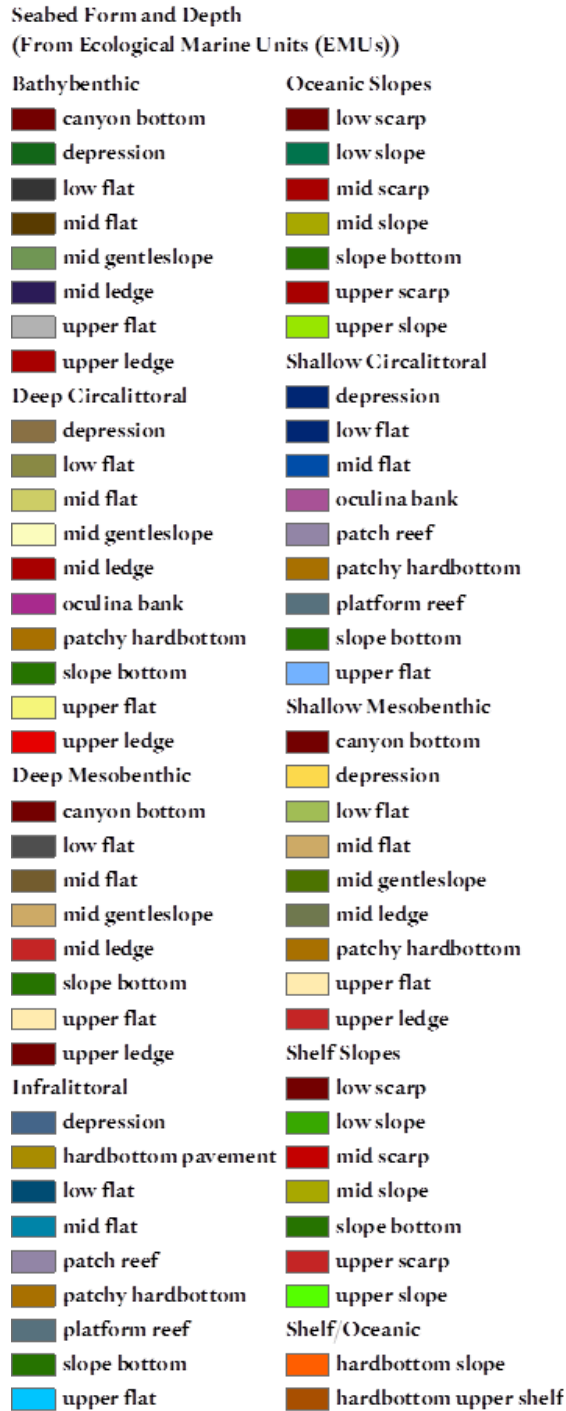 Seabed Form and Depth
(From Ecological Marine Units (EMUs))
Bathybenthic
canyon bottom
depression
low flat
mid flat
mid gentleslope
mid ledge
upper flat
upper ledge
Deep Circalittoral
depression
low flat
mid flat
mid gentleslope
mid ledge
oculina bank
patchy hardbottom
slope bottom
upper flat
upper ledge
Deep Mesobenthic
canyon bottom
low flat
mid flat
mid gentleslope
mid ledge
slope bottom
upper flat
upper ledge
Infralittoral
depression
hardbottom pavement
low flat
mid flat
patch reef
patchy hardbottom
platform reef
slope bottom
upper flat
Oceanic Slopes
low scarp
low slope
mid scarp
mid slope
slope bottom
upper scarp
upper slope
Shallow Circalittoral
depression
low flat
mid flat
oculina bank
patch reef
patchy hardbottom
platform reef
slope bottom
upper flat
Shallow Mesobenthic
canyon bottom
depression
low flat
mid flat
mid gentleslope
mid ledge
patchy hardbottom
upper flat
upper ledge
Shelf Slopes
low scarp
low slope
mid scarp
mid slope
slope bottom
upper scarp
upper slope
Shelf/Oceanic
hardbottom slope
hardbottom upper shelf